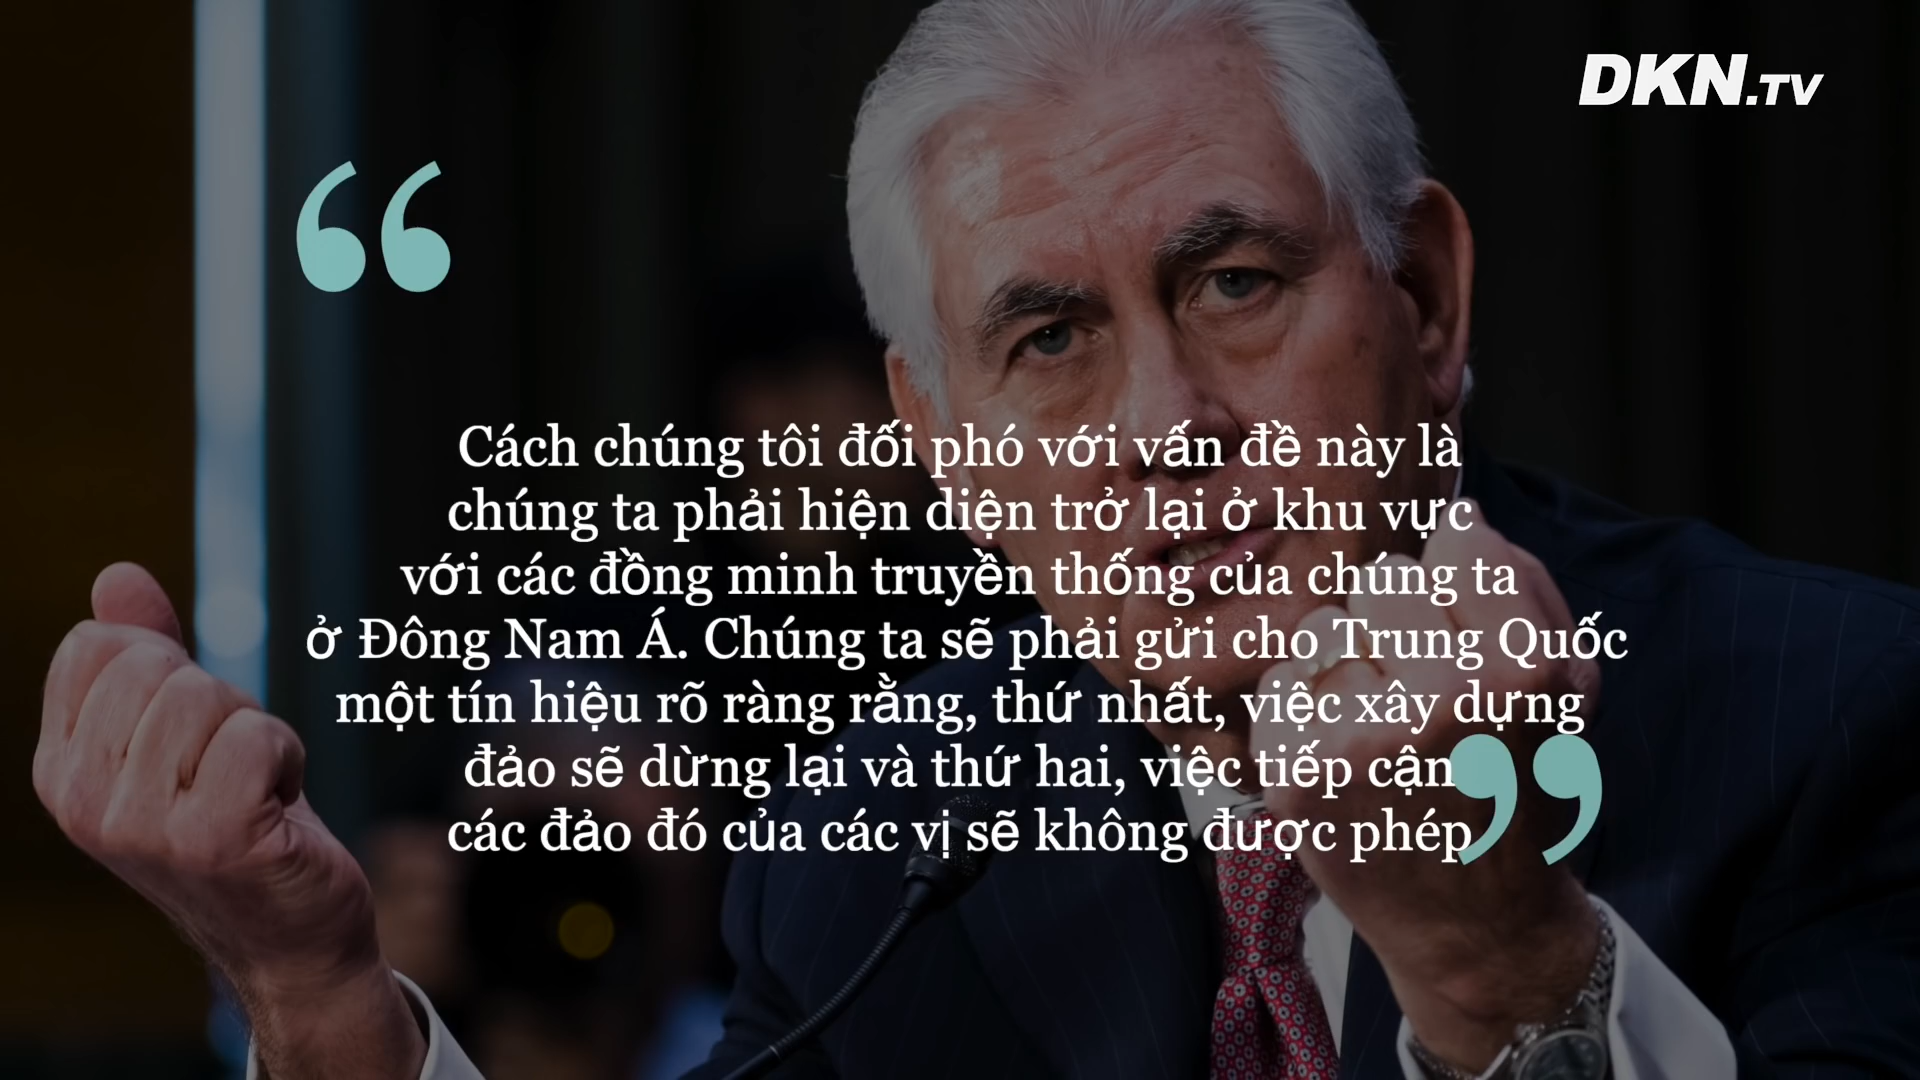 DKN.TV
“
Cách chúng tôi đối phó với vấn đề này là
chúng ta phải hiện diện trở lại ở khu vực
với các đồng minh truyền thống của chúng ta
ở Đông Nam Á. Chúng ta sẽ phải gửi cho Trung Quốc
một tín hiệu rõ ràng rằng, thứ nhất, việc xây dựng
đảo sẽ dừng lại và thứ hai, việc tiếp cận
các đảo đó của các vị sẽ không được phép
”